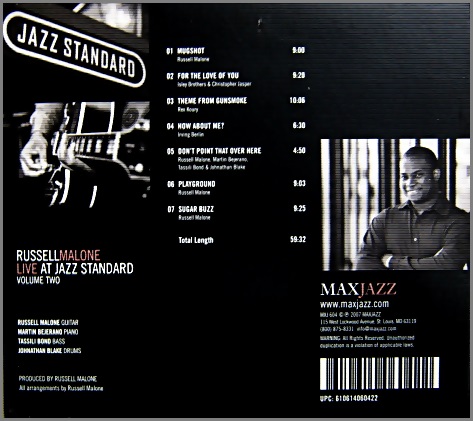 JAZZ STANDARD
01 MUGSHOT 9:00
Russell Malone
02 FOR THE LOVE OF YOU 9:28
Isley Brothers & Christopher Jasper
03 THEME FROM GUNSMOKE 10:06
Rex Koury
04 HOW ABOUT ME? 6:30
Irving Berlin
05 DON'T POINT THAT OVER HERE 4:50
Russell Malone, Martin Bejerano,
Tassili Bond & Johnathan Blake
06 PLAYGROUND 9:03
Russell Malone
07 SUGAR BUZZ 9:25
Russell Malone
Total Length 59:32
RUSSELLMALONE
LIVE AT JAZZ STANDARD
VOLUME TWO
RUSSELL MALONE GUITAR
MARTIN BEJERANO PIANO
TASSILI BOND BASS
JOHNATHAN BLAKE DRUMS
PRODUCED BY RUSSELL MALONE
All arrangements by Russell Malone
MAXJAZZ
www.maxjazz.com
MXJ 604 © ℗ 2007 MAXJAZZ
115 West Lockwood Avenue, St. Louis, MO 63119
(800) 875-8331 info@maxjazz.com
WARNING: All Rights Reserved. Unauthorized
duplication is a violation of applicable laws.
UPC: 610614060422